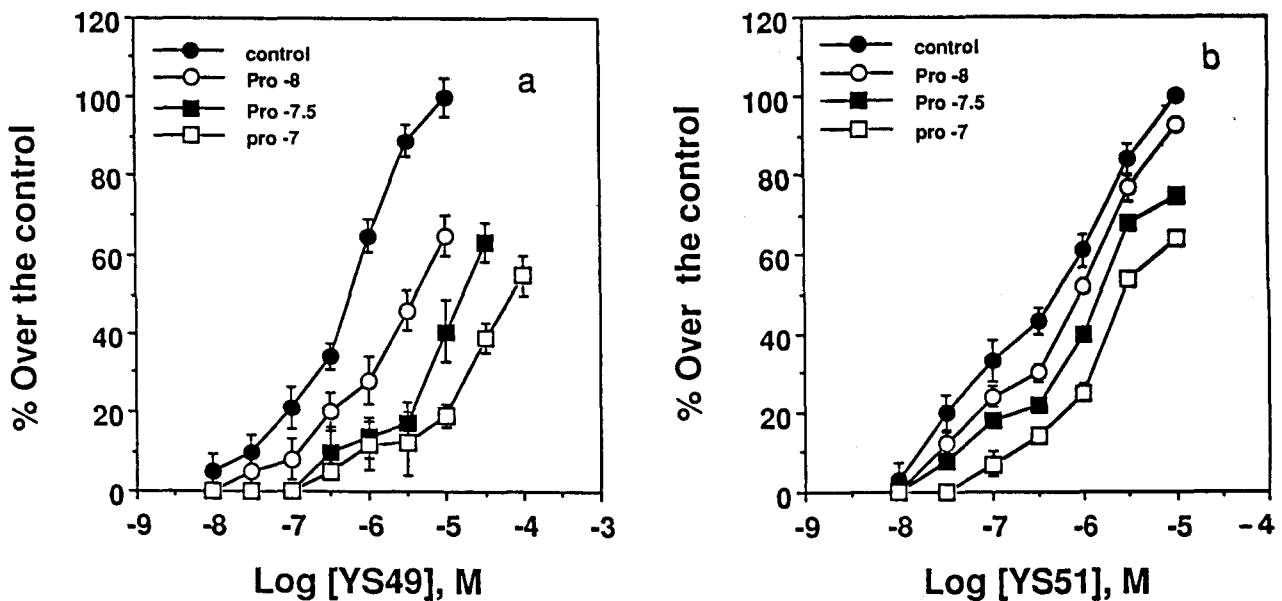 120
100
80
60
40
20
0
% Over the control
control
Pro -8
Pro -7.5
pro -7
a
-9
-8
-7
-6
-5
-4
-3
Log [YS49], M
120
100
80
60
40
20
0
% Over the control
control
Pro -8
Pro -7.5
pro -7
b
-9
-8
-7
-6
-5
-4
Log [YS51], M